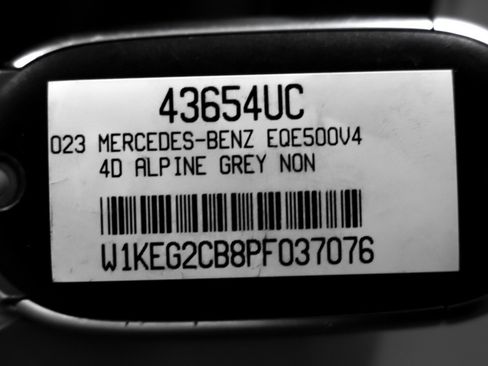 43654UC
023 MERCEDES-BENZ EQE500V4
4D ALPINE GREY NON
W1KEG2CB8PF037076